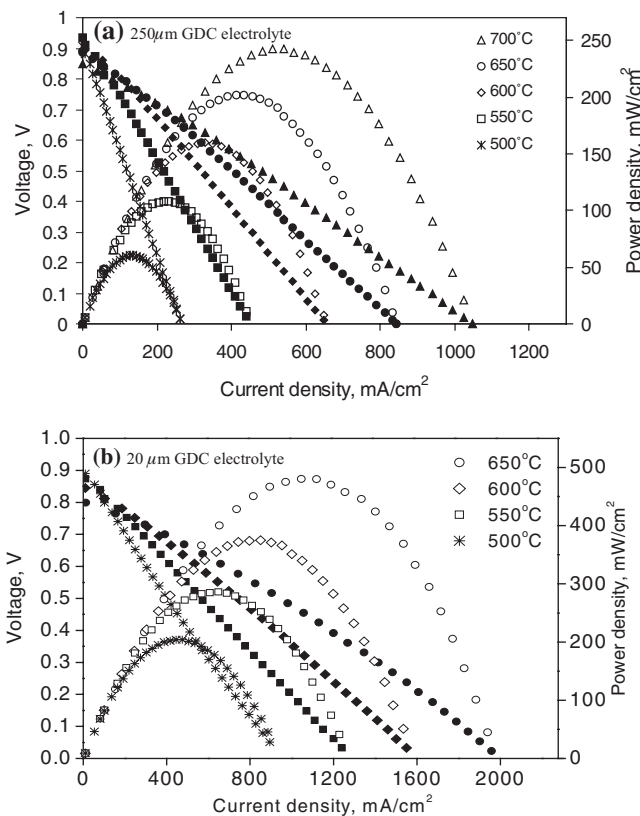 (a) 250µm GDC electrolyte
Voltage, V
1
0.9
0.8
0.7
0.6
0.5
0.4
0.3
0.2
0.1
0
△ 700°C
○ 650°C
◇ 600°C
□ 550°C
✳ 500°C
250
200
150
100
50
0
Power density, mW/cm²
0 200 400 600 800 1000 1200
Current density, mA/cm²
(b) 20 µm GDC electrolyte
Voltage, V
1.0
0.9
0.8
0.7
0.6
0.5
0.4
0.3
0.2
0.1
0.0
○ 650°C
◇ 600°C
□ 550°C
✳ 500°C
500
400
300
200
100
0
Power density, mW/cm²
0 400 800 1200 1600 2000
Current density, mA/cm²